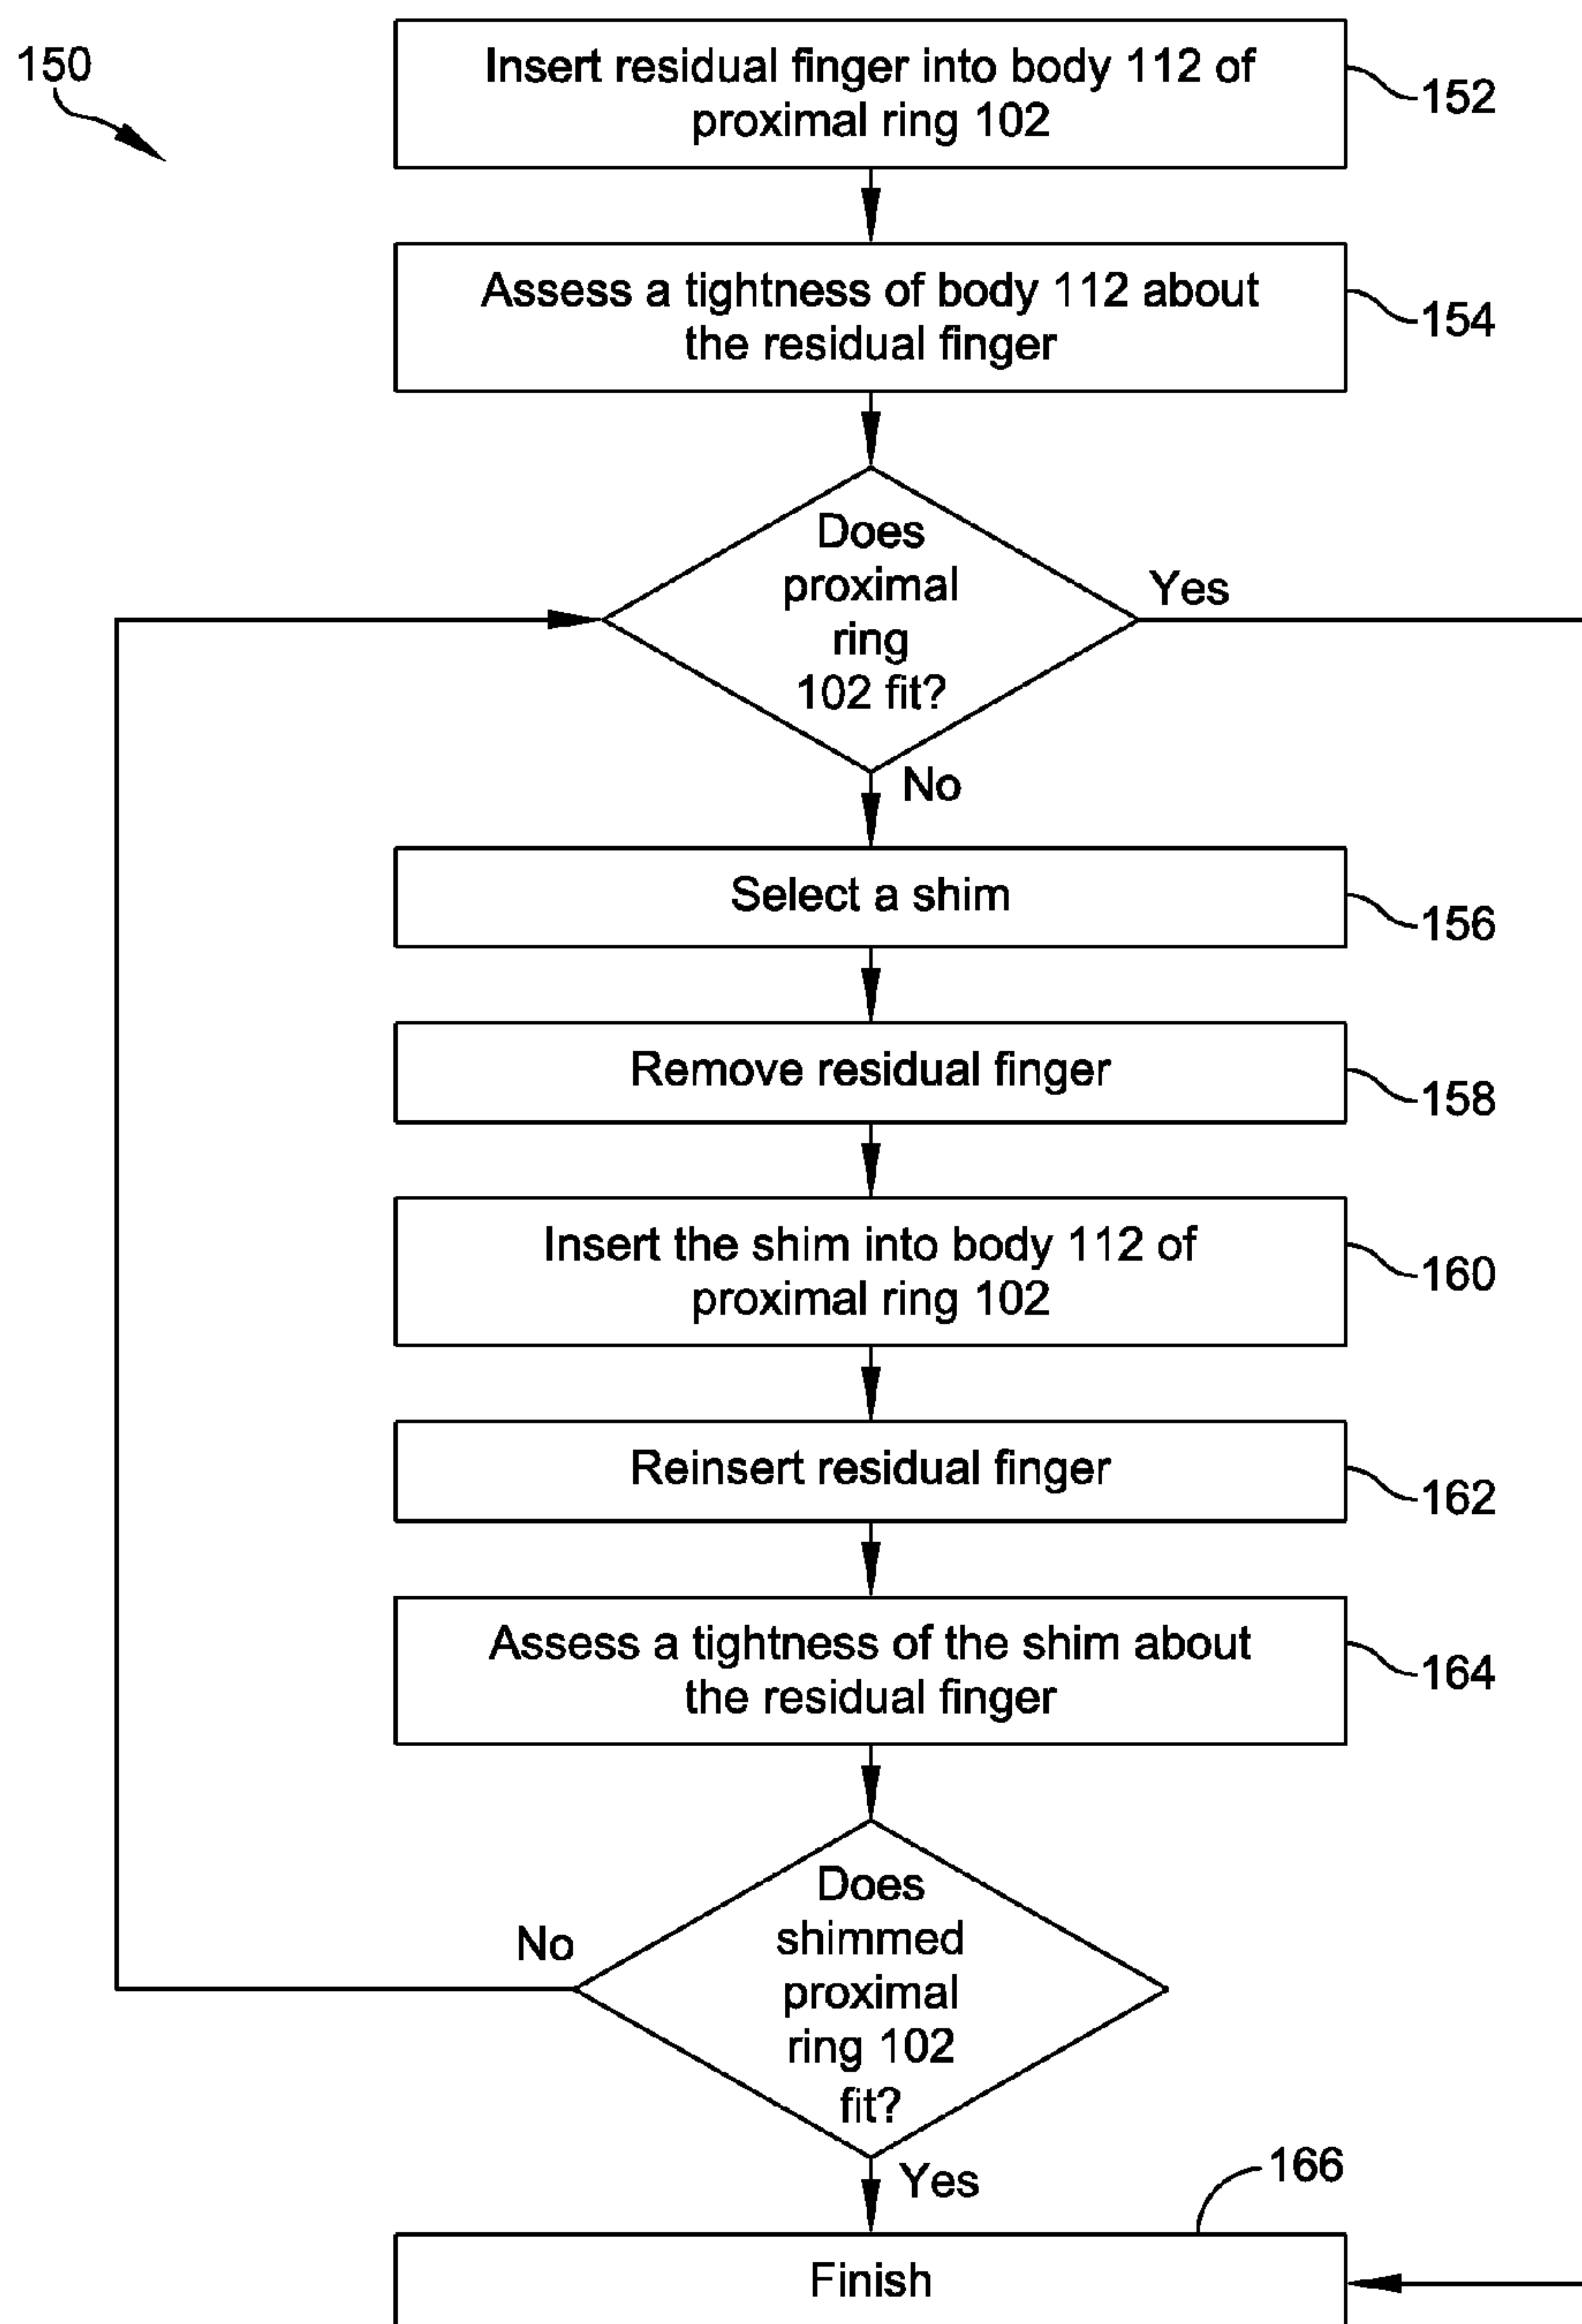 150
Insert residual finger into body 112 of
proximal ring 102
152
Assess a tightness of body 112 about
the residual finger
154
Does
proximal
ring
102 fit?
Yes
No
Select a shim
156
Remove residual finger
158
Insert the shim into body 112 of
proximal ring 102
160
Reinsert residual finger
162
Assess a tightness of the shim about
the residual finger
164
Does
shimmed
proximal
ring 102
fit?
No
Yes
166
Finish